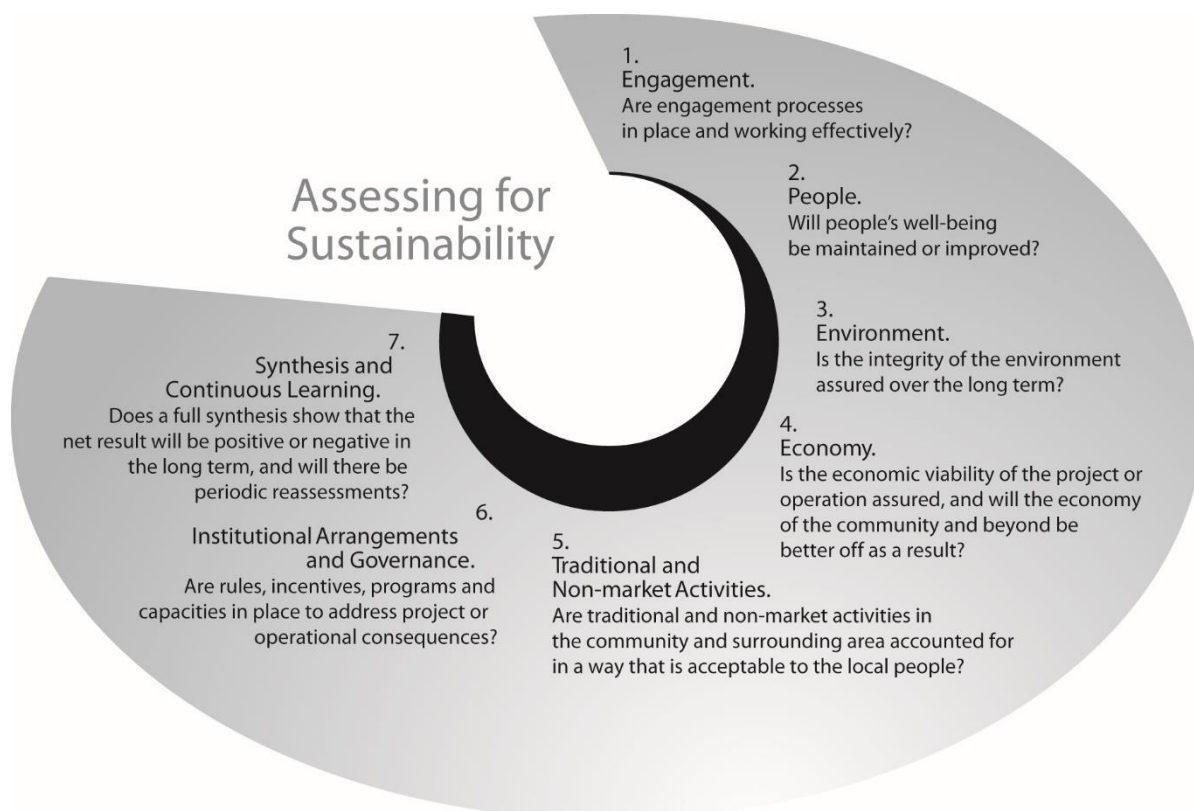 Assessing for
Sustainability
1.
Engagement.
Are engagement processes
in place and working effectively?
2.
People.
Will people's well-being
be maintained or improved?
3.
Environment.
Is the integrity of the environment
assured over the long term?
4.
Economy.
Is the economic viability of the project or
operation assured, and will the economy
of the community and beyond be
better off as a result?
5.
Traditional and
Non-market Activities.
Are traditional and non-market activities in
the community and surrounding area accounted for
in a way that is acceptable to the local people?
6.
Institutional Arrangements
and Governance.
Are rules, incentives, programs and
capacities in place to address project or
operational consequences?
7.
Synthesis and
Continuous Learning.
Does a full synthesis show that the
net result will be positive or negative in
the long term, and will there be
periodic reassessments?